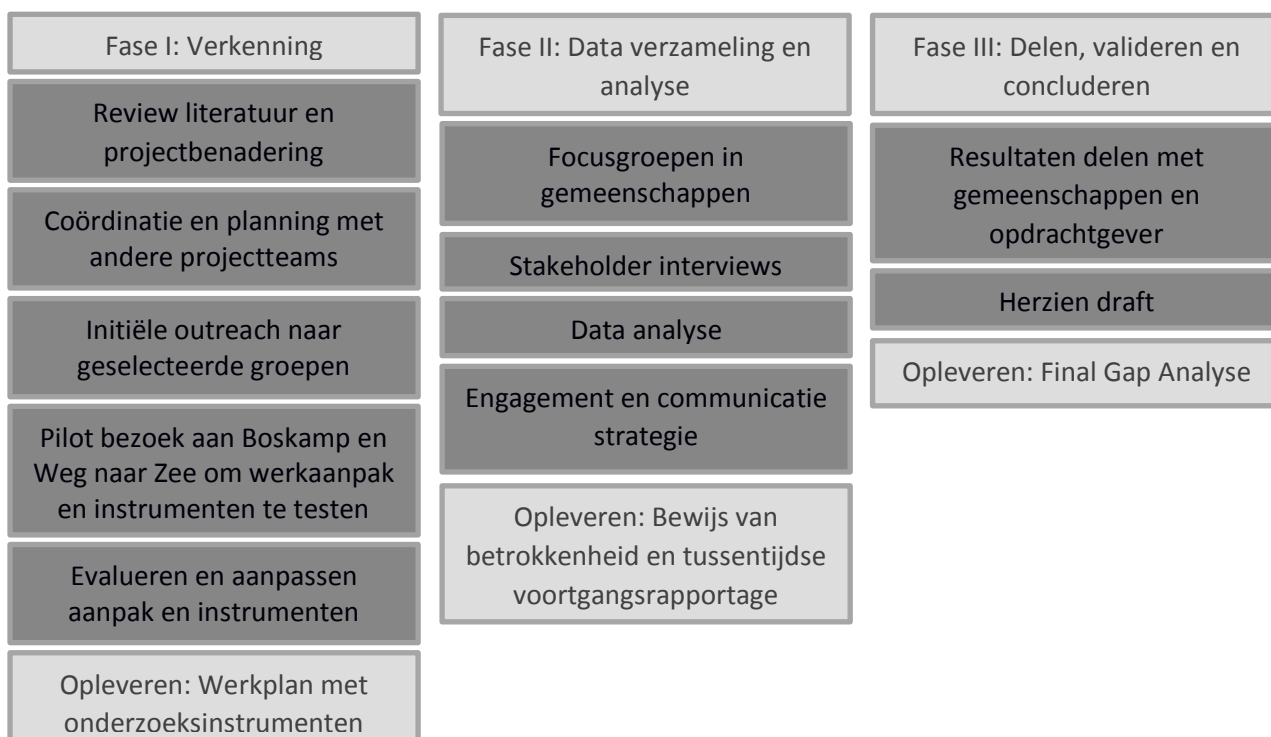 Fase I: Verkenning
Review literatuur en
projectbenadering
Coördinatie en planning met
andere projectteams
Initiële outreach naar
geselecteerde groepen
Pilot bezoek aan Boskamp en
Weg naar Zee om werkaanpak
en instrumenten te testen
Evalueren en aanpassen
aanpak en instrumenten
Opleveren: Werkplan met
onderzoeksinstrumenten
Fase II: Data verzameling en
analyse
Focusgroepen in
gemeenschappen
Stakeholder interviews
Data analyse
Engagement en communicatie
strategie
Opleveren: Bewijs van
betrokkenheid en tussentijdse
voortgangsrapportage
Fase III: Delen, valideren en
concluderen
Resultaten delen met
gemeenschappen en
opdrachtgever
Herzien draft
Opleveren: Final Gap Analyse